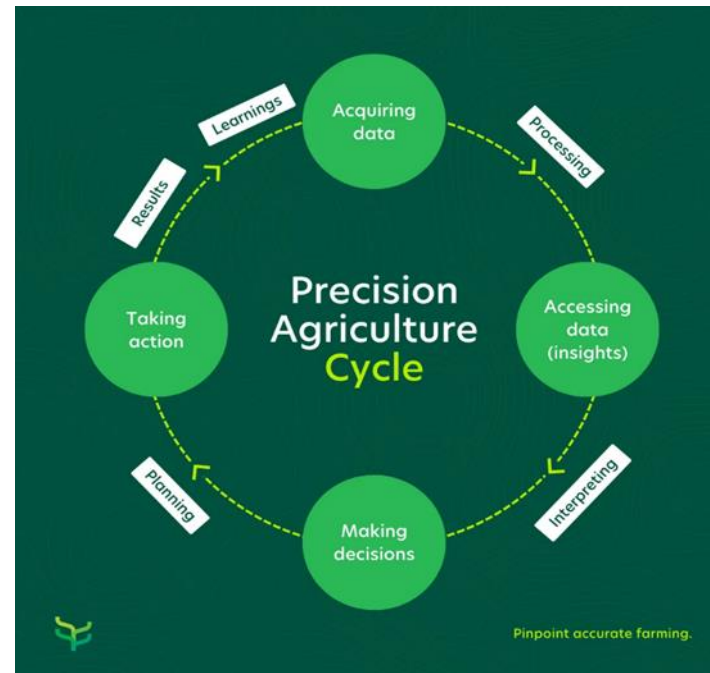 Precision
Agriculture
Cycle
Acquiring
data
Processing
Accessing
data
(insights)
Interpreting
Making
decisions
Planning
Taking
action
Results
Learnings
Pinpoint accurate farming.